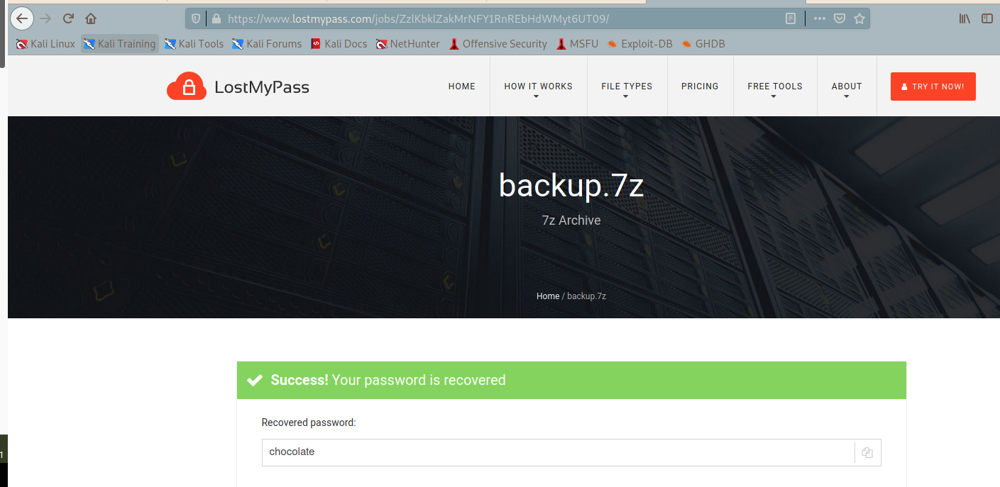 https://www.lostmypass.com/jobs/ZzlKbklZakMrNFY1RnREbHdWMyt6UT09/
Kali Linux Kali Training Kali Tools Kali Forums Kali Docs NetHunter Offensive Security MSFU Exploit-DB GHDB
LostMyPass HOME HOW IT WORKS FILE TYPES PRICING FREE TOOLS ABOUT TRY IT NOW!
backup.7z
7z Archive
Home / backup.7z
Success! Your password is recovered
Recovered password:
chocolate
1